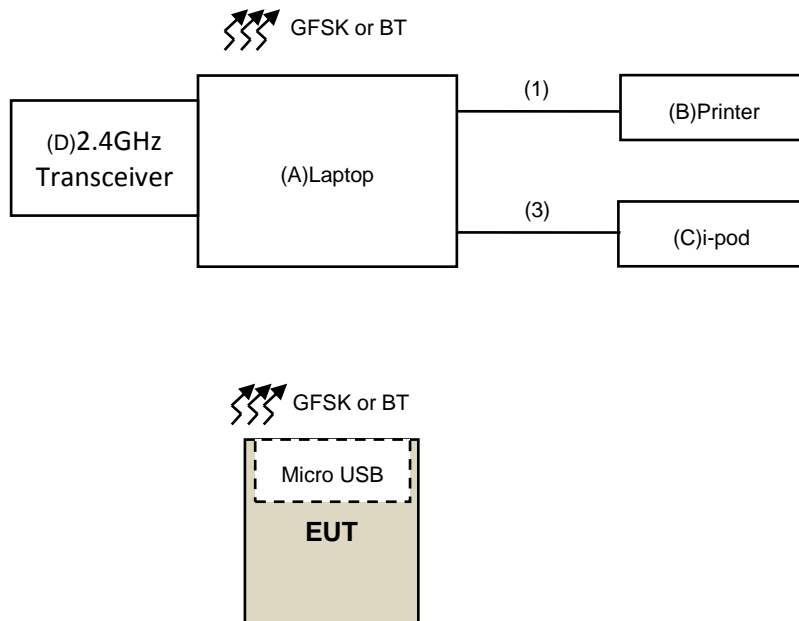 GFSK or BT
(D)2.4GHz
Transceiver
(A)Laptop
(1)
(B)Printer
(3)
(C)i-pod
GFSK or BT
Micro USB
EUT